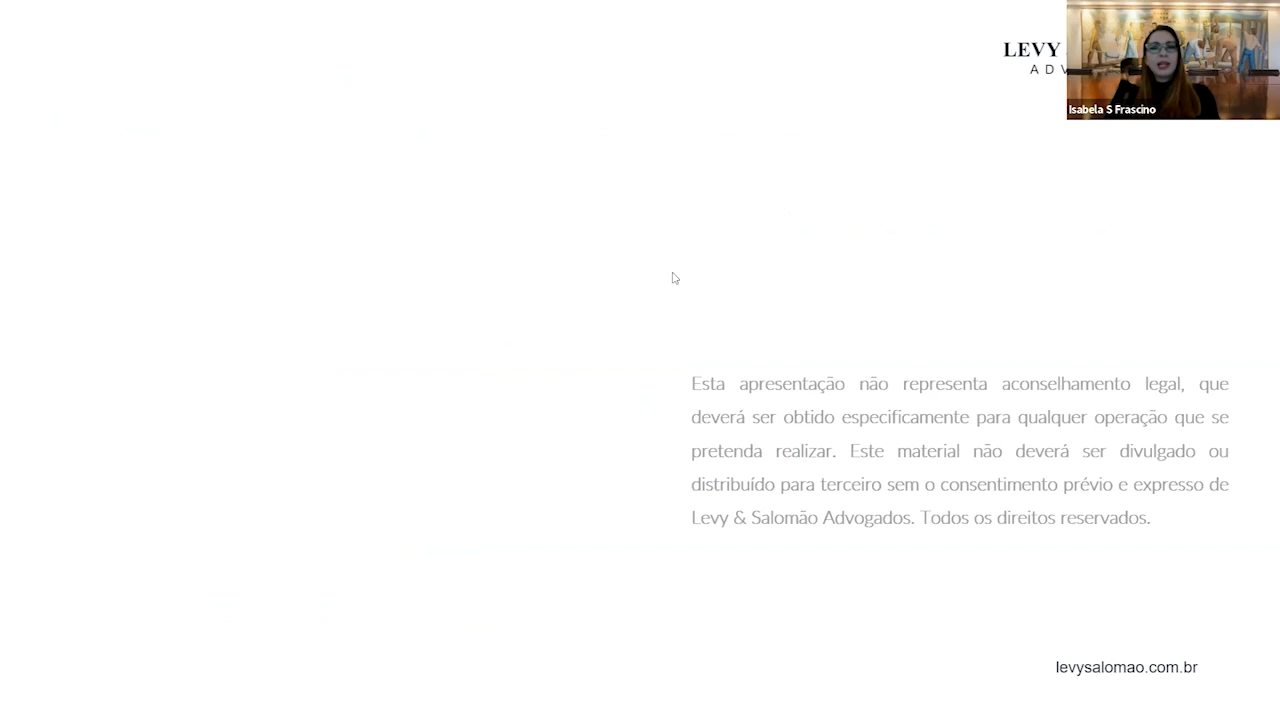 LEVY
ADV
Isabela S Frascino
Esta apresentação não representa aconselhamento legal, que
deverá ser obtido especificamente para qualquer operação que se
pretenda realizar. Este material não deverá ser divulgado ou
distribuído para terceiro sem o consentimento prévio e expresso de
Levy & Salomão Advogados. Todos os direitos reservados.
levysalomao.com.br